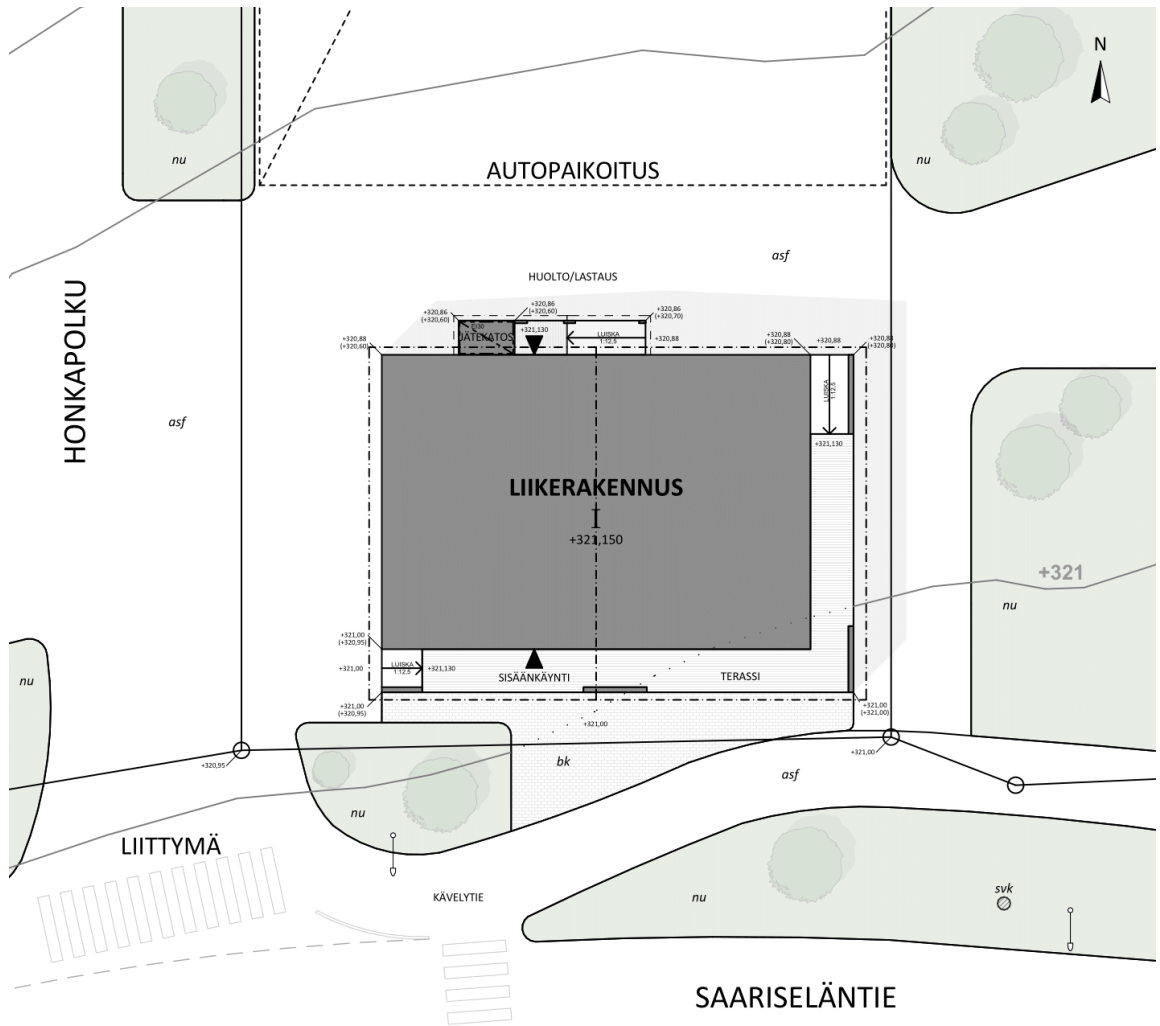 N
nu
nu
AUTOPAIKOITUS
asf
HUOLTO/LASTAUS
HONKAPOLKU
+320,86
(+320,60)
+320,86
(+320,60)
+320,86
(+320,70)
EI30
JÄTEKATOS
+321,130
LUISKA
1:12,5
+320,88
+320,88
(+320,60)
+320,88
(+320,80)
+320,88
+320,88
(+320,88)
LUISKA
1:12,5
+321,130
asf
LIIKERAKENNUS
I
+321,150
+321
nu
+321,00
(+320,95)
+321,00
LUISKA
1:12,5
+321,130
SISÄÄNKÄYNTI
TERASSI
nu
+321,00
(+320,95)
+321,00
+321,00
(+321,00)
+320,95
bk
+321,00
asf
nu
LIITTYMÄ
KÄVELYTIE
nu
svk
SAARISELÄNTIE